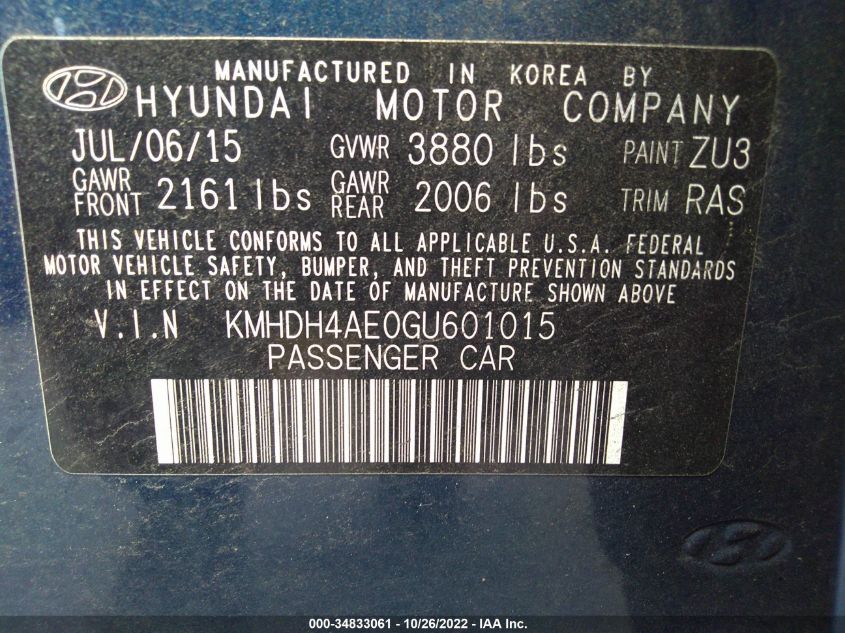 MANUFACTURED IN KOREA BY
HYUNDAI MOTOR COMPANY
JUL/06/15 GVWR 3880 lbs PAINT ZU3
GAWR FRONT 2161 lbs GAWR REAR 2006 lbs TRIM RAS
THIS VEHICLE CONFORMS TO ALL APPLICABLE U.S.A. FEDERAL
MOTOR VEHICLE SAFETY, BUMPER, AND THEFT PREVENTION STANDARDS
IN EFFECT ON THE DATE OF MANUFACTURE SHOWN ABOVE
V.I.N KMHDH4AE0GU601015
PASSENGER CAR
000-34833061 - 10/26/2022 - IAA Inc.